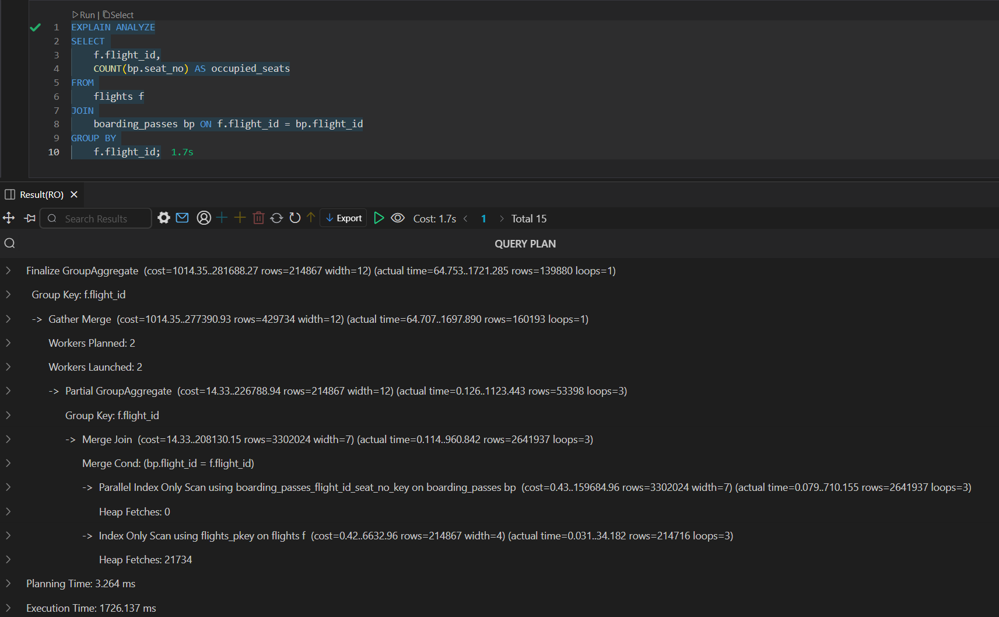 Run | Select
1 EXPLAIN ANALYZE
2 SELECT
3 f.flight_id,
4 COUNT(bp.seat_no) AS occupied_seats
5 FROM
6 flights f
7 JOIN
8 boarding_passes bp ON f.flight_id = bp.flight_id
9 GROUP BY
10 f.flight_id; 1.7s
Result(RO)
Search Results Export Cost: 1.7s < 1 > Total 15
QUERY PLAN
Finalize GroupAggregate (cost=1014.35..281688.27 rows=214867 width=12) (actual time=64.753..1721.285 rows=139880 loops=1)
Group Key: f.flight_id
-> Gather Merge (cost=1014.35..277390.93 rows=429734 width=12) (actual time=64.707..1697.890 rows=160193 loops=1)
Workers Planned: 2
Workers Launched: 2
-> Partial GroupAggregate (cost=14.33..226788.94 rows=214867 width=12) (actual time=0.126..1123.443 rows=53398 loops=3)
Group Key: f.flight_id
-> Merge Join (cost=14.33..208130.15 rows=3302024 width=7) (actual time=0.114..960.842 rows=2641937 loops=3)
Merge Cond: (bp.flight_id = f.flight_id)
-> Parallel Index Only Scan using boarding_passes_flight_id_seat_no_key on boarding_passes bp (cost=0.43..159684.96 rows=3302024 width=7) (actual time=0.079..710.155 rows=2641937 loops=3)
Heap Fetches: 0
-> Index Only Scan using flights_pkey on flights f (cost=0.42..6632.96 rows=214867 width=4) (actual time=0.031..34.182 rows=214716 loops=3)
Heap Fetches: 21734
Planning Time: 3.264 ms
Execution Time: 1726.137 ms